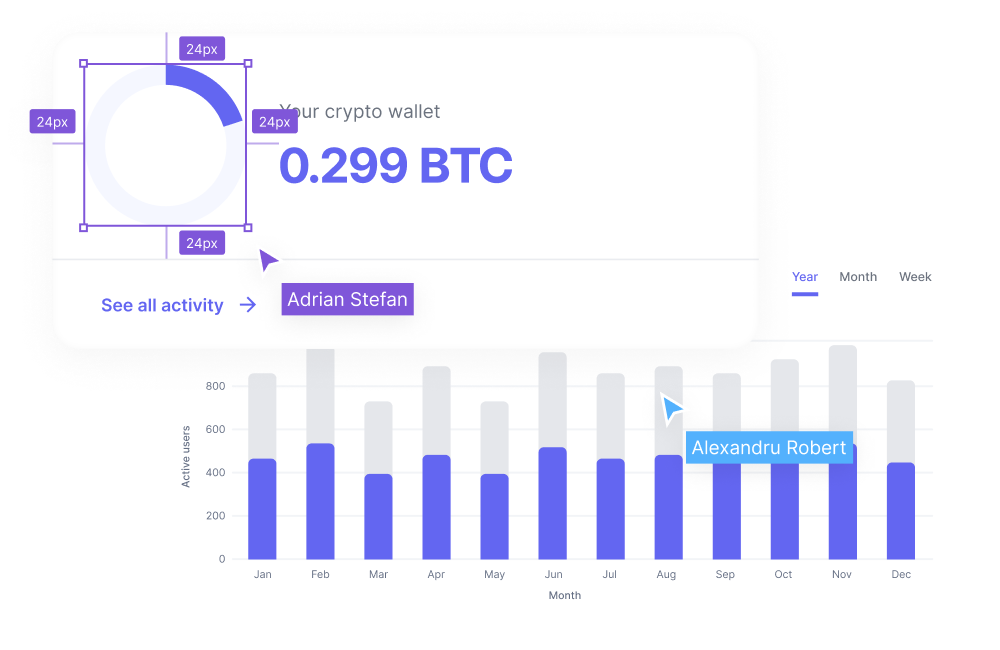 24px
24px
24px
Your crypto wallet
0.299 BTC
24px
See all activity
Adrian Stefan
Year Month Week
800
600
400
200
0
Active users
Alexandru Robert
Jan Feb Mar Apr May Jun Jul Aug Sep Oct Nov Dec
Month